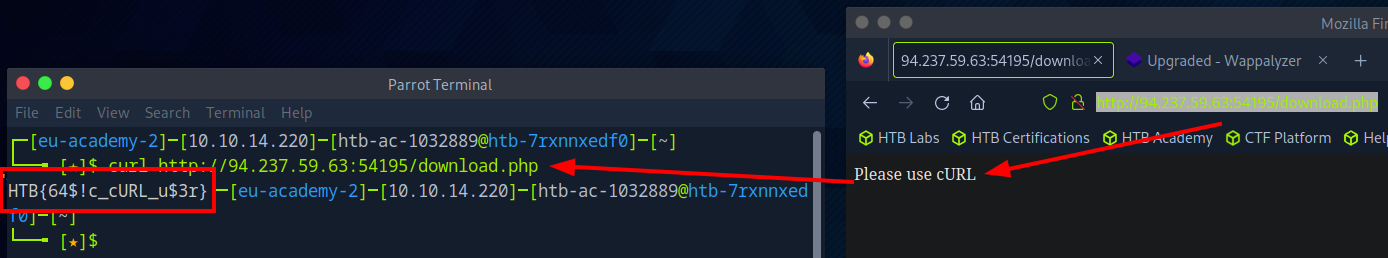 Parrot Terminal
File Edit View Search Terminal Help
[eu-academy-2]─[10.10.14.220]─[htb-ac-1032889@htb-7rxnnxedf0]─[~]
[★]$ curl http://94.237.59.63:54195/download.php
HTB{64$!c_cURL_u$3r} ─[eu-academy-2]─[10.10.14.220]─[htb-ac-1032889@htb-7rxnnxed
f0]─[~]
[★]$
Mozilla Fir
94.237.59.63:54195/downloa
Upgraded - Wappalyzer
http://94.237.59.63:54195/download.php
HTB Labs HTB Certifications HTB Academy CTF Platform Help
Please use cURL